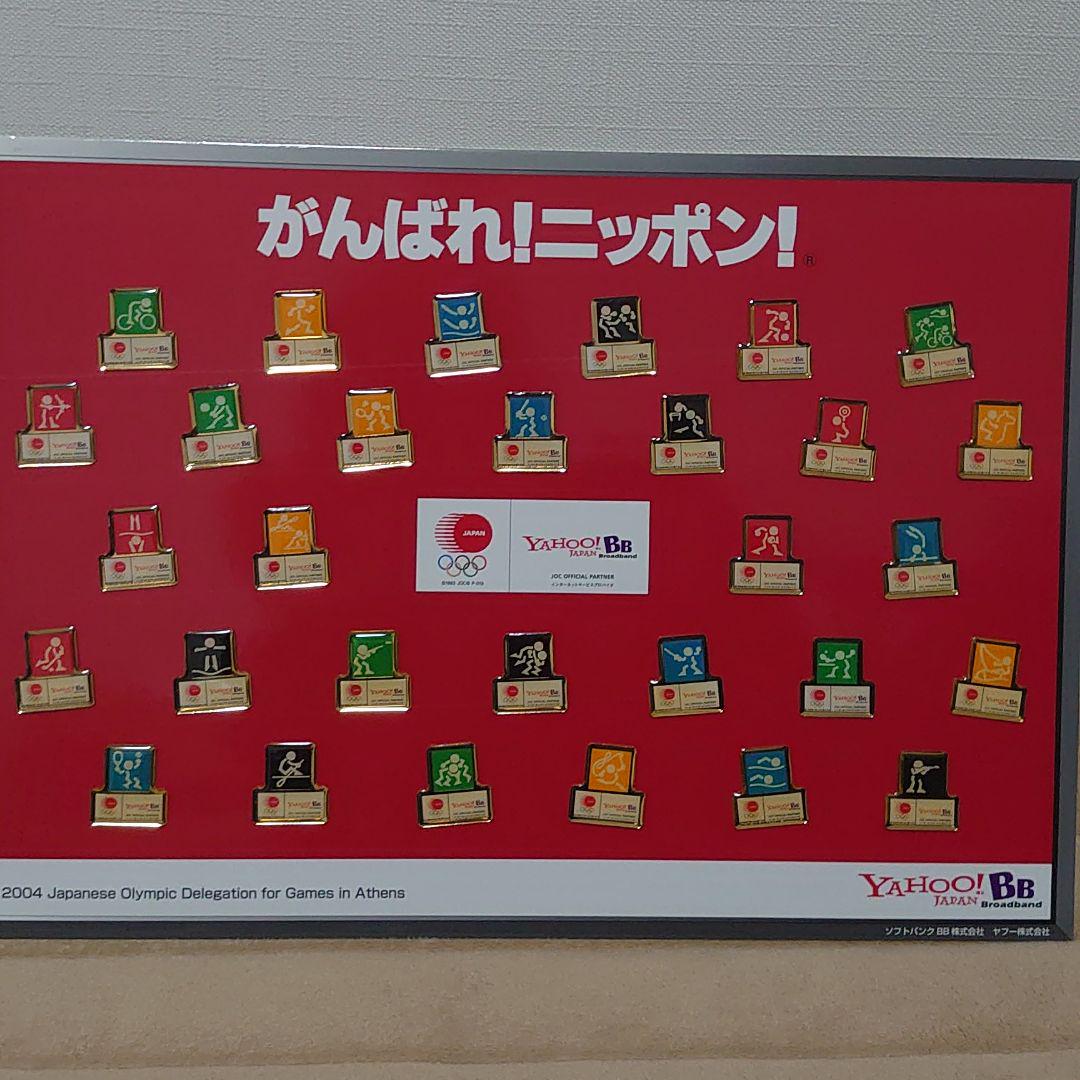 がんばれ!ニッポン!
®
JAPAN
©1993 JOC/® P-019
YAHOO! BB
JAPAN Broadband
JOC OFFICIAL PARTNER
インターネットサービスプロバイダ
2004 Japanese Olympic Delegation for Games in Athens
YAHOO! BB
JAPAN Broadband
ソフトバンクBB株式会社 ヤフー株式会社